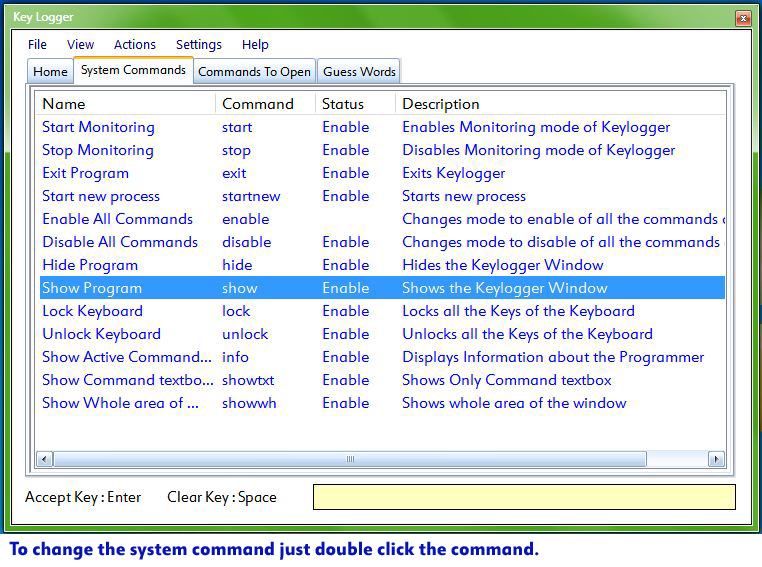 Key Logger
File View Actions Settings Help
Home System Commands Commands To Open Guess Words
Name Command Status Description
Start Monitoring start Enable Enables Monitoring mode of Keylogger
Stop Monitoring stop Enable Disables Monitoring mode of Keylogger
Exit Program exit Enable Exits Keylogger
Start new process startnew Enable Starts new process
Enable All Commands enable Changes mode to enable of all the commands
Disable All Commands disable Enable Changes mode to disable of all the commands
Hide Program hide Enable Hides the Keylogger Window
Show Program show Enable Shows the Keylogger Window
Lock Keyboard lock Enable Locks all the Keys of the Keyboard
Unlock Keyboard unlock Enable Unlocks all the Keys of the Keyboard
Show Active Command... info Enable Displays Information about the Programmer
Show Command textbo... showtxt Enable Shows Only Command textbox
Show Whole area of ... showwh Enable Shows whole area of the window
Accept Key : Enter Clear Key : Space
To change the system command just double click the command.